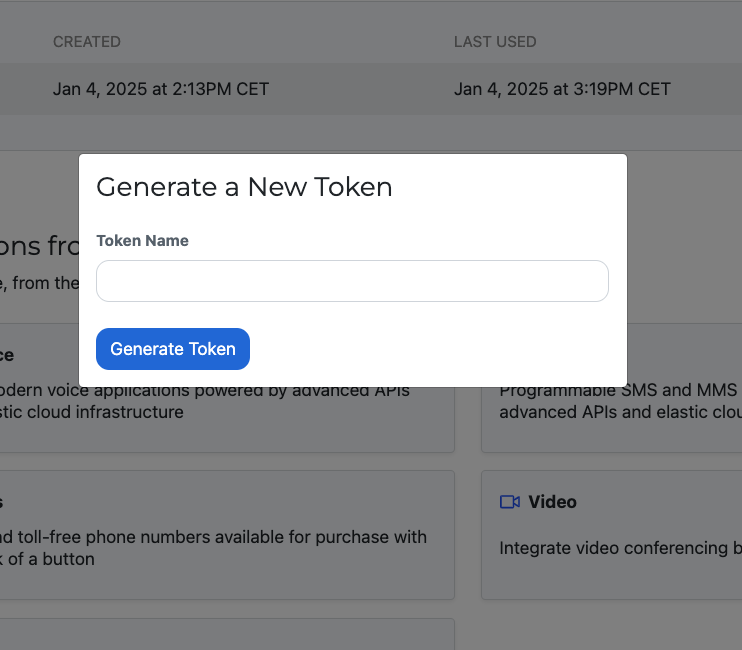 CREATED LAST USED
Jan 4, 2025 at 2:13PM CET Jan 4, 2025 at 3:19PM CET
Generate a New Token
Token Name
Generate Token
ons fro
e, from the
ce
odern voice applications powered by advanced APIs
stic cloud infrastructure
Programmable SMS and MMS
advanced APIs and elastic clou
s
nd toll-free phone numbers available for purchase with
k of a button
Video
Integrate video conferencing b